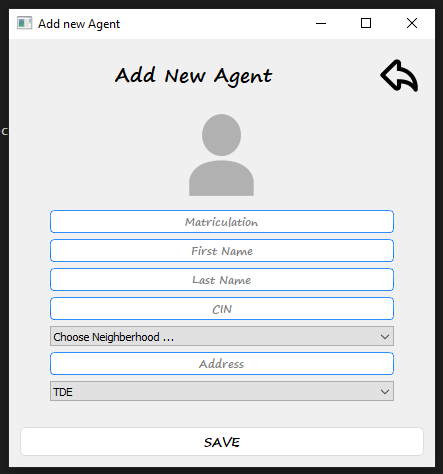 Add new Agent
Add New Agent
c
Matriculation
First Name
Last Name
CIN
Choose Neighberhood ...
Address
TDE
SAVE